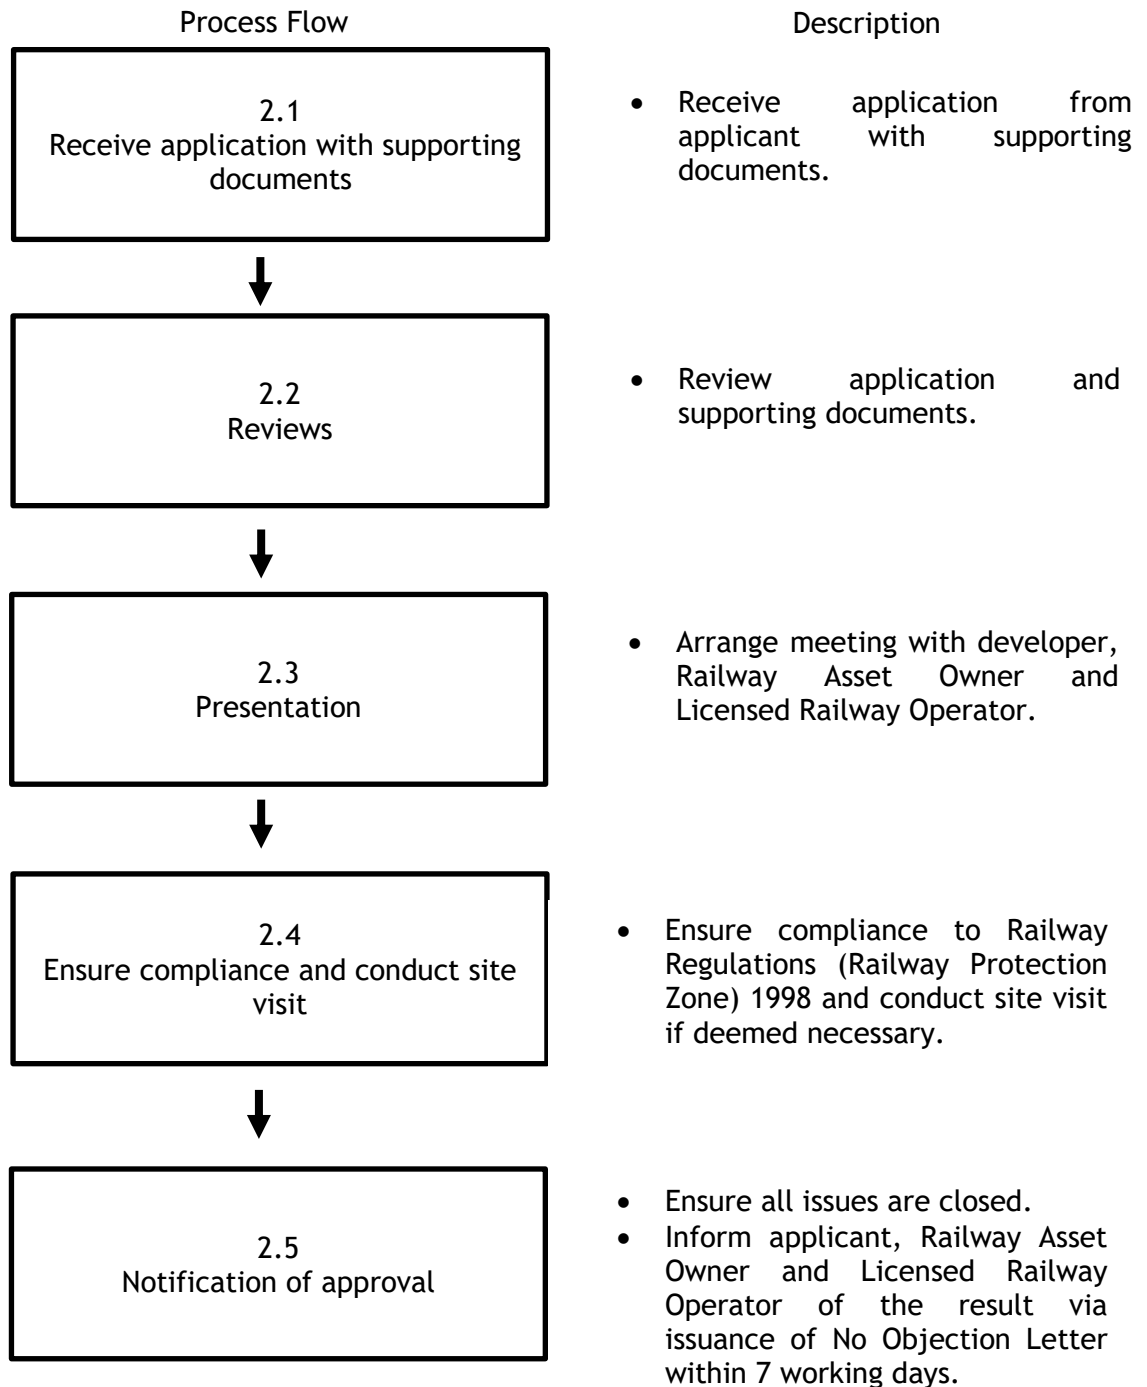 Process Flow
Description
2.1
Receive application with supporting
documents
• Receive application from
applicant with supporting
documents.
2.2
Reviews
• Review application and
supporting documents.
2.3
Presentation
• Arrange meeting with developer,
Railway Asset Owner and
Licensed Railway Operator.
2.4
Ensure compliance and conduct site
visit
• Ensure compliance to Railway
Regulations (Railway Protection
Zone) 1998 and conduct site visit
if deemed necessary.
2.5
Notification of approval
• Ensure all issues are closed.
• Inform applicant, Railway Asset
Owner and Licensed Railway
Operator of the result via
issuance of No Objection Letter
within 7 working days.